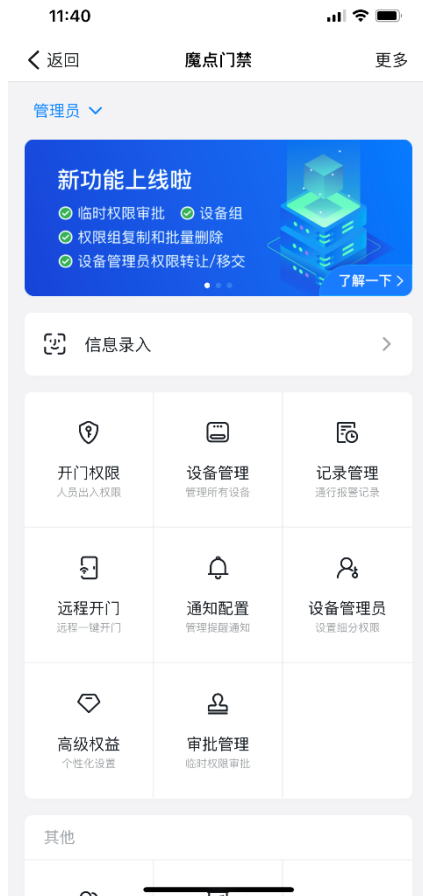 11:40
返回
魔点门禁
更多
管理员
新功能上线啦
临时权限审批 设备组
权限组复制和批量删除
设备管理员权限转让/移交
了解一下
信息录入
开门权限 设备管理 记录管理
人员出入权限 管理所有设备 通行报警记录
远程开门 通知配置 设备管理员
远程一键开门 管理提醒通知 设置细分权限
高级权益 审批管理
个性化设置 临时权限审批
其他